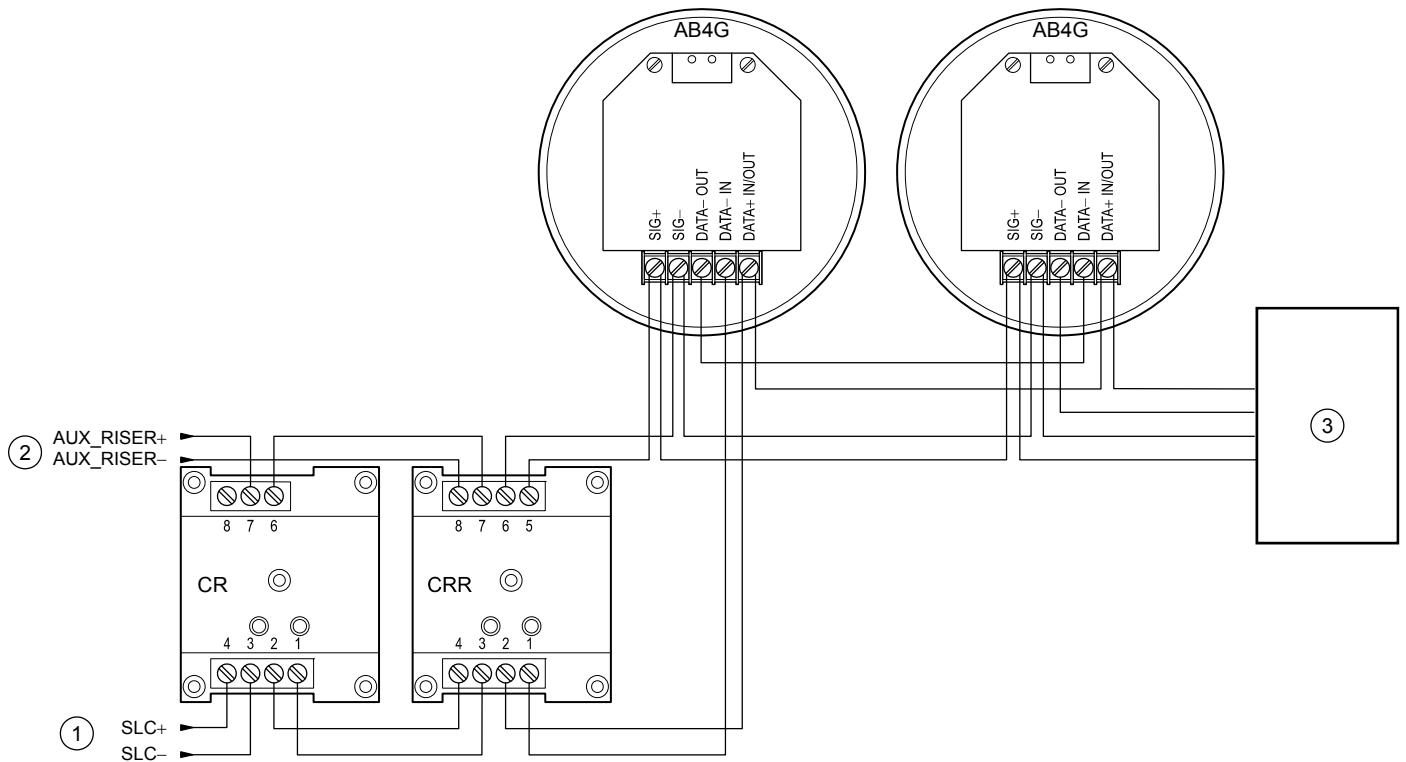 AB4G
AB4G
SIG+
SIG−
DATA− OUT
DATA− IN
DATA+ IN/OUT
SIG+
SIG−
DATA− OUT
DATA− IN
DATA+ IN/OUT
3
2
AUX_RISER+
AUX_RISER−
8 7 6
8 7 6 5
CR
CRR
4 3 2 1
4 3 2 1
1
SLC+
SLC−